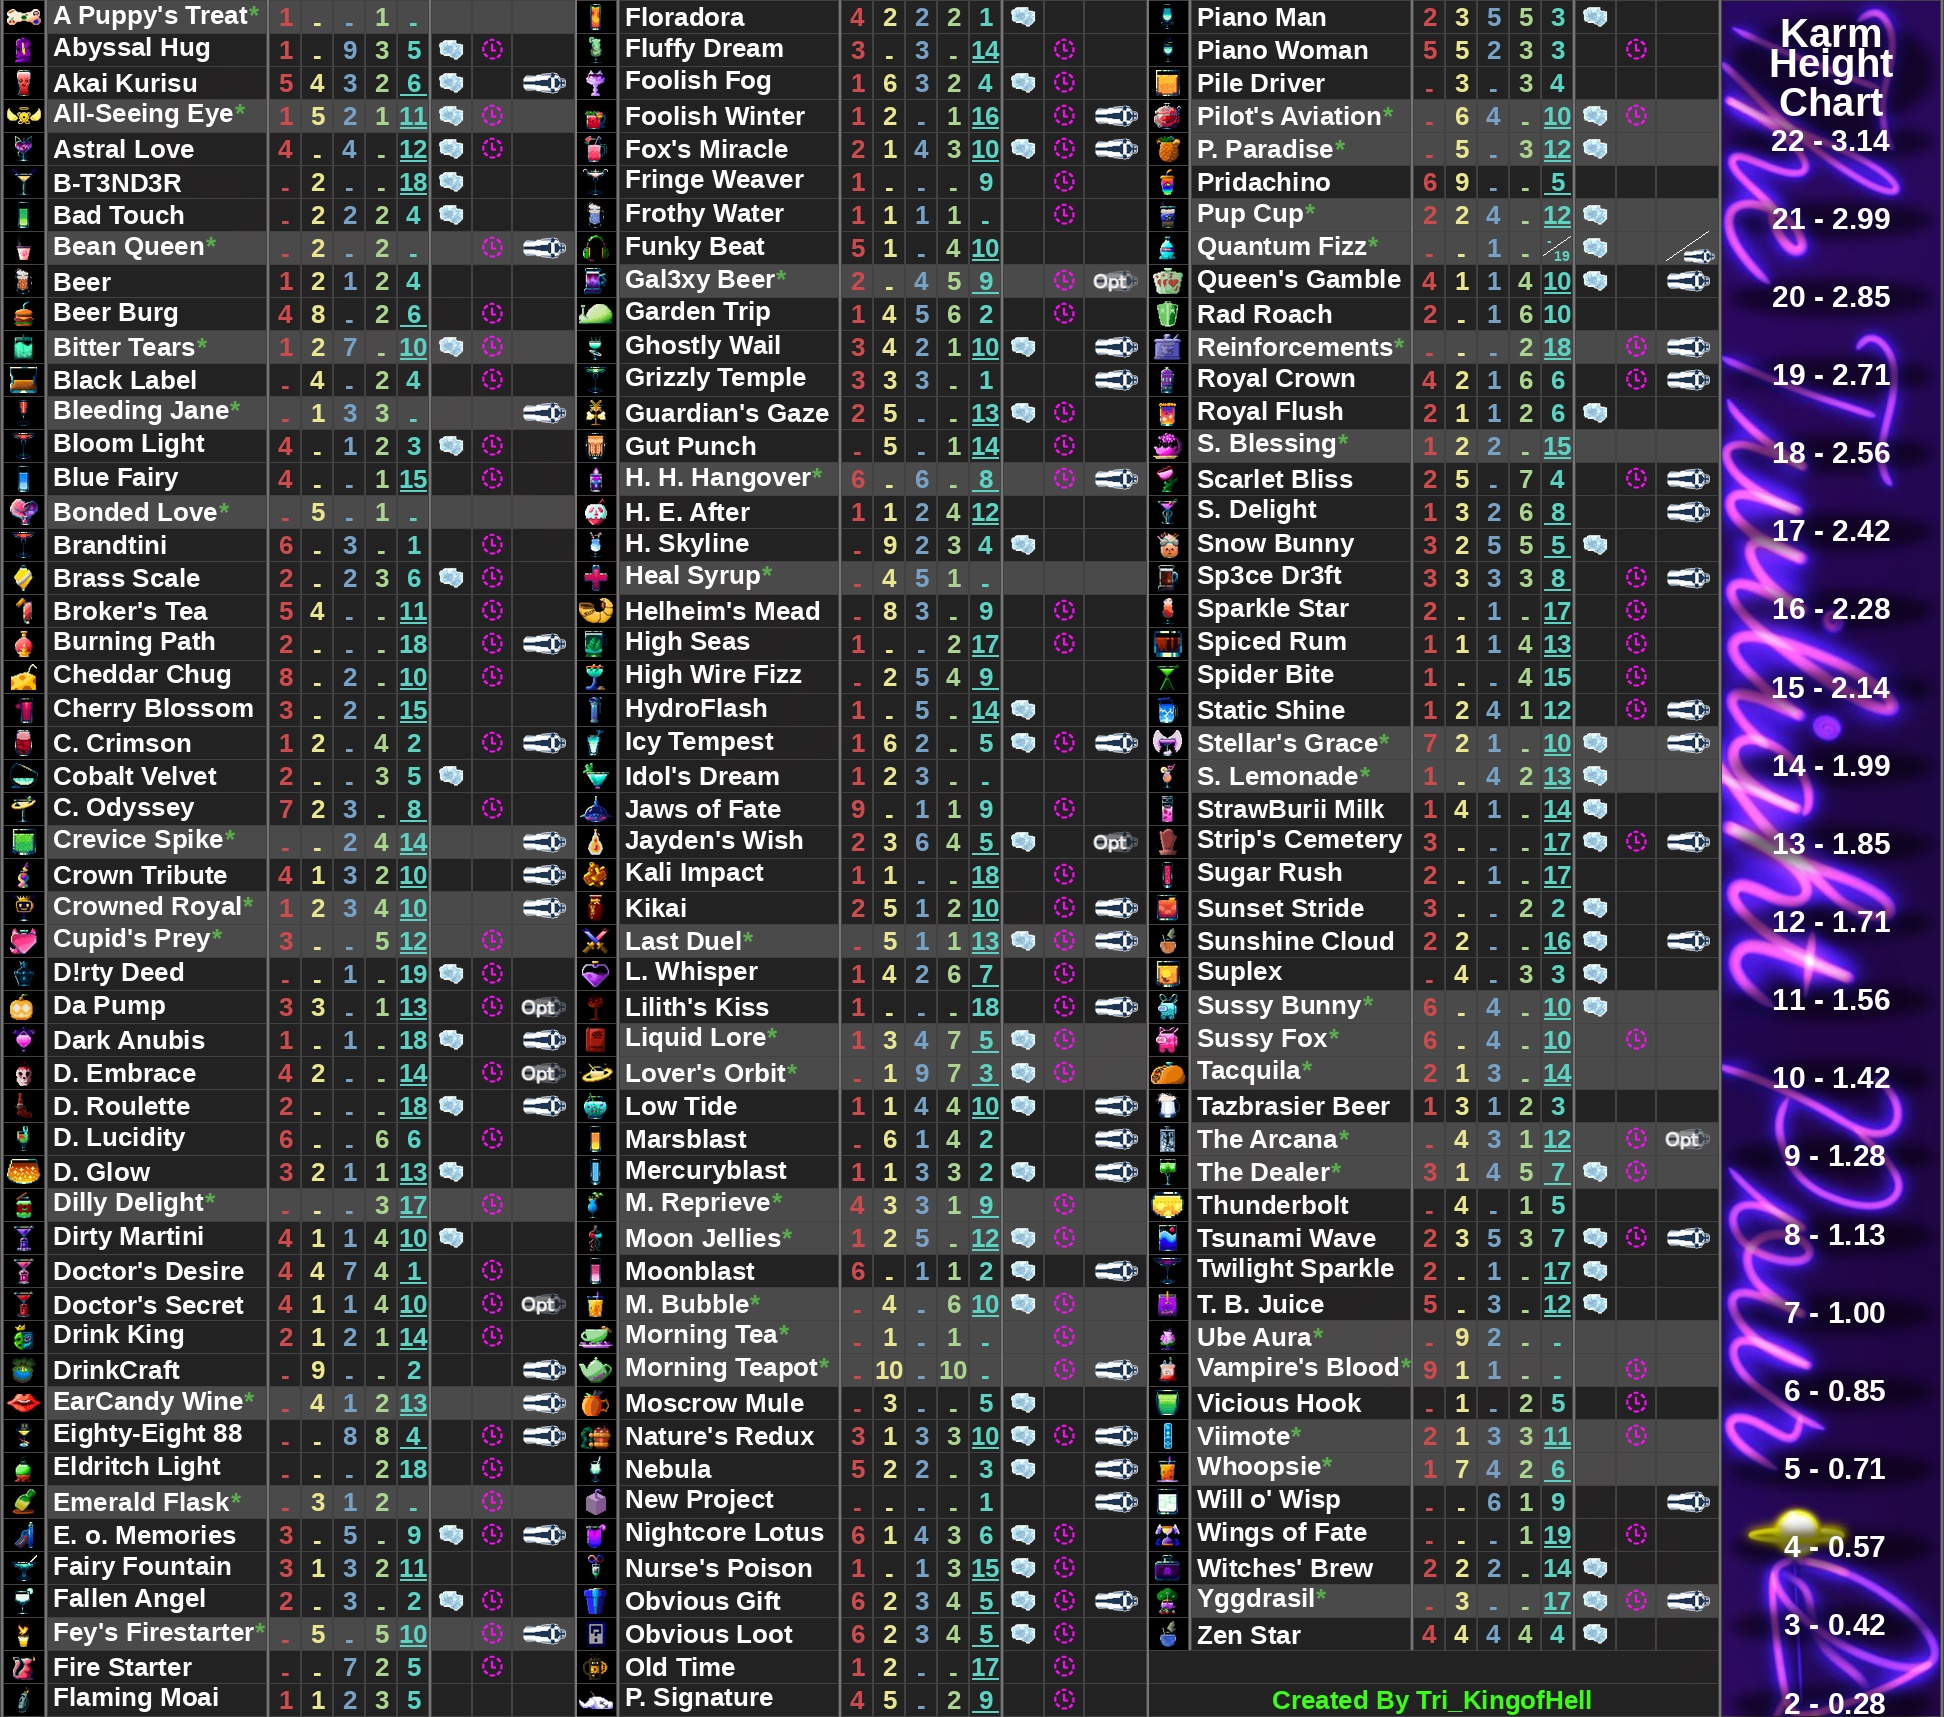 A Puppy's Treat* 1 - - 1 -
Abyssal Hug 1 - 9 3 5
Akai Kurisu 5 4 3 2 6
All-Seeing Eye* 1 5 2 1 11
Astral Love 4 - 4 - 12
B-T3ND3R - 2 - - 18
Bad Touch - 2 2 2 4
Bean Queen* - 2 - 2 -
Beer 1 2 1 2 4
Beer Burg 4 8 - 2 6
Bitter Tears* 1 2 7 - 10
Black Label - 4 - 2 4
Bleeding Jane* - 1 3 3 -
Bloom Light 4 - 1 2 3
Blue Fairy 4 - - 1 15
Bonded Love* - 5 - 1 -
Brandtini 6 - 3 - 1
Brass Scale 2 - 2 3 6
Broker's Tea 5 4 - - 11
Burning Path 2 - - - 18
Cheddar Chug 8 - 2 - 10
Cherry Blossom 3 - 2 - 15
C. Crimson 1 2 - 4 2
Cobalt Velvet 2 - - 3 5
C. Odyssey 7 2 3 - 8
Crevice Spike* - - 2 4 14
Crown Tribute 4 1 3 2 10
Crowned Royal* 1 2 3 4 10
Cupid's Prey* 3 - - 5 12
D!rty Deed - - 1 - 19
Da Pump 3 3 - 1 13 Opt
Dark Anubis 1 - 1 - 18
D. Embrace 4 2 - - 14 Opt
D. Roulette 2 - - - 18
D. Lucidity 6 - - 6 6
D. Glow 3 2 1 1 13
Dilly Delight* - - - 3 17
Dirty Martini 4 1 1 4 10
Doctor's Desire 4 4 7 4 1
Doctor's Secret 4 1 1 4 10 Opt
Drink King 2 1 2 1 14
DrinkCraft - 9 - - 2
EarCandy Wine* - 4 1 2 13
Eighty-Eight 88 - - 8 8 4
Eldritch Light - - - 2 18
Emerald Flask* - 3 1 2 -
E. o. Memories 3 - 5 - 9
Fairy Fountain 3 1 3 2 11
Fallen Angel 2 - 3 - 2
Fey's Firestarter* - 5 - 5 10
Fire Starter - - 7 2 5
Flaming Moai 1 1 2 3 5
Floradora 4 2 2 2 1
Fluffy Dream 3 - 3 - 14
Foolish Fog 1 6 3 2 4
Foolish Winter 1 2 - 1 16
Fox's Miracle 2 1 4 3 10
Fringe Weaver 1 - - - 9
Frothy Water 1 1 1 1 -
Funky Beat 5 1 - 4 10
Gal3xy Beer* 2 - 4 5 9 Opt
Garden Trip 1 4 5 6 2
Ghostly Wail 3 4 2 1 10
Grizzly Temple 3 3 3 - 1
Guardian's Gaze 2 5 - - 13
Gut Punch - 5 - 1 14
H. H. Hangover* 6 - 6 - 8
H. E. After 1 1 2 4 12
H. Skyline - 9 2 3 4
Heal Syrup* - 4 5 1 -
Helheim's Mead - 8 3 - 9
High Seas 1 - - 2 17
High Wire Fizz - 2 5 4 9
HydroFlash 1 - 5 - 14
Icy Tempest 1 6 2 - 5
Idol's Dream 1 2 3 - -
Jaws of Fate 9 - 1 1 9
Jayden's Wish 2 3 6 4 5 Opt
Kali Impact 1 1 - - 18
Kikai 2 5 1 2 10
Last Duel* - 5 1 1 13
L. Whisper 1 4 2 6 7
Lilith's Kiss 1 - - - 18
Liquid Lore* 1 3 4 7 5
Lover's Orbit* - 1 9 7 3
Low Tide 1 1 4 4 10
Marsblast - 6 1 4 2
Mercuryblast 1 1 3 3 2
M. Reprieve* 4 3 3 1 9
Moon Jellies* 1 2 5 - 12
Moonblast 6 - 1 1 2
M. Bubble* - 4 - 6 10
Morning Tea* - 1 - 1 -
Morning Teapot* - 10 - 10 -
Moscrow Mule - 3 - - 5
Nature's Redux 3 1 3 3 10
Nebula 5 2 2 - 3
New Project - - - - 1
Nightcore Lotus 6 1 4 3 6
Nurse's Poison 1 - 1 3 15
Obvious Gift 6 2 3 4 5
Obvious Loot 6 2 3 4 5
Old Time 1 2 - - 17
P. Signature 4 5 - 2 9
Piano Man 2 3 5 5 3
Piano Woman 5 5 2 3 3
Pile Driver - 3 - 3 4
Pilot's Aviation* - 6 4 - 10
P. Paradise* - 5 - 3 12
Pridachino 6 9 - - 5
Pup Cup* 2 2 4 - 12
Quantum Fizz* - - 1 - -/19
Queen's Gamble 4 1 1 4 10
Rad Roach 2 - 1 6 10
Reinforcements* - - - 2 18
Royal Crown 4 2 1 6 6
Royal Flush 2 1 1 2 6
S. Blessing* 1 2 2 - 15
Scarlet Bliss 2 5 - 7 4
S. Delight 1 3 2 6 8
Snow Bunny 3 2 5 5 5
Sp3ce Dr3ft 3 3 3 3 8
Sparkle Star 2 - 1 - 17
Spiced Rum 1 1 1 4 13
Spider Bite 1 - - 4 15
Static Shine 1 2 4 1 12
Stellar's Grace* 7 2 1 - 10
S. Lemonade* 1 - 4 2 13
StrawBurii Milk 1 4 1 - 14
Strip's Cemetery 3 - - - 17
Sugar Rush 2 - 1 - 17
Sunset Stride 3 - - 2 2
Sunshine Cloud 2 2 - - 16
Suplex - 4 - 3 3
Sussy Bunny* 6 - 4 - 10
Sussy Fox* 6 - 4 - 10
Tacquila* 2 1 3 - 14
Tazbrasier Beer 1 3 1 2 3
The Arcana* - 4 3 1 12 Opt
The Dealer* 3 1 4 5 7
Thunderbolt - 4 - 1 5
Tsunami Wave 2 3 5 3 7
Twilight Sparkle 2 - 1 - 17
T. B. Juice 5 - 3 - 12
Ube Aura* - 9 2 - -
Vampire's Blood* 9 1 1 - -
Vicious Hook - 1 - 2 5
Viimote* 2 1 3 3 11
Whoopsie* 1 7 4 2 6
Will o' Wisp - - 6 1 9
Wings of Fate - - - 1 19
Witches' Brew 2 2 2 - 14
Yggdrasil* - 3 - - 17
Zen Star 4 4 4 4 4
Created By Tri_KingofHell
Karm
Height
Chart
22 - 3.14
21 - 2.99
20 - 2.85
19 - 2.71
18 - 2.56
17 - 2.42
16 - 2.28
15 - 2.14
14 - 1.99
13 - 1.85
12 - 1.71
11 - 1.56
10 - 1.42
9 - 1.28
8 - 1.13
7 - 1.00
6 - 0.85
5 - 0.71
4 - 0.57
3 - 0.42
2 - 0.28